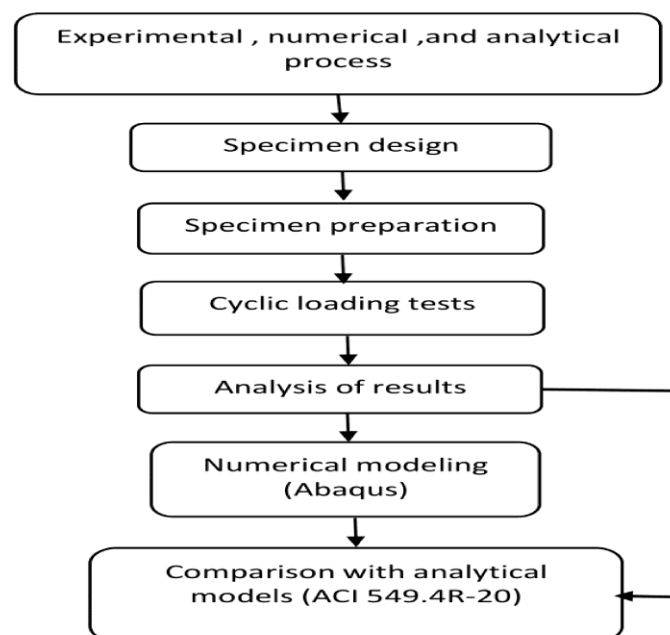 Experimental , numerical ,and analytical
process
Specimen design
Specimen preparation
Cyclic loading tests
Analysis of results
Numerical modeling
(Abaqus)
Comparison with analytical
models (ACI 549.4R-20)